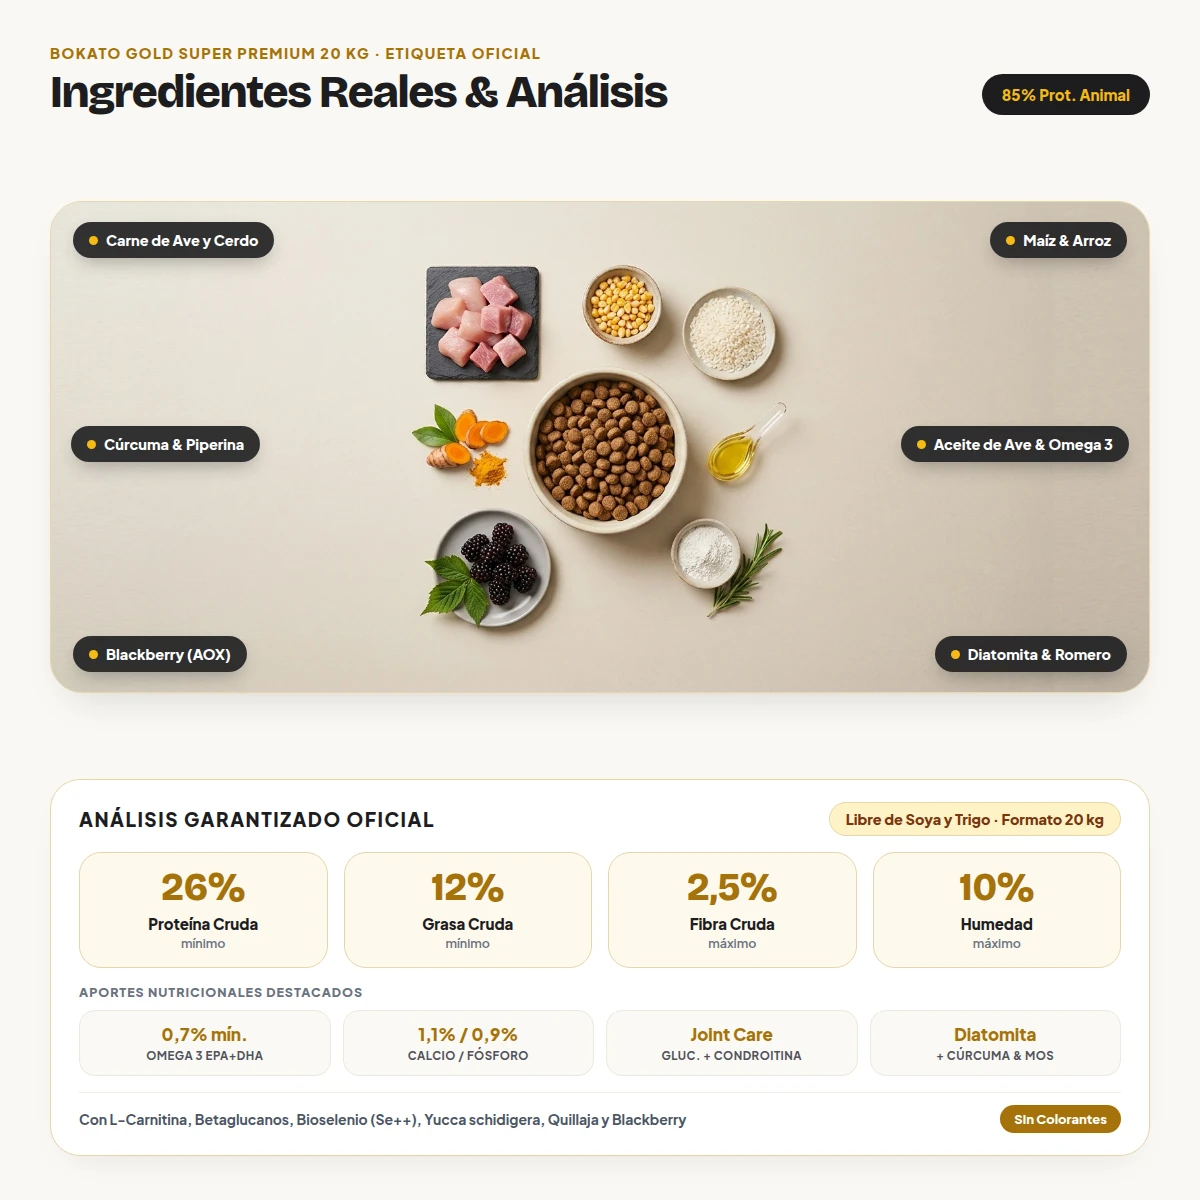 BOKATO GOLD SUPER PREMIUM 20 KG · ETIQUETA OFICIAL
Ingredientes Reales & Análisis
85% Prot. Animal
Carne de Ave y Cerdo
Maíz & Arroz
Cúrcuma & Piperina
Aceite de Ave & Omega 3
Blackberry (AOX)
Diatomita & Romero
ANÁLISIS GARANTIZADO OFICIAL
Libre de Soya y Trigo · Formato 20 kg
26%
Proteína Cruda
mínimo
12%
Grasa Cruda
mínimo
2,5%
Fibra Cruda
máximo
10%
Humedad
máximo
APORTES NUTRICIONALES DESTACADOS
0,7% mín.
OMEGA 3 EPA+DHA
1,1% / 0,9%
CALCIO / FÓSFORO
Joint Care
GLUC. + CONDROITINA
Diatomita
+ CÚRCUMA & MOS
Con L-Carnitina, Betaglucanos, Bioselenio (Se++), Yucca schidigera, Quillaja y Blackberry
Sin Colorantes